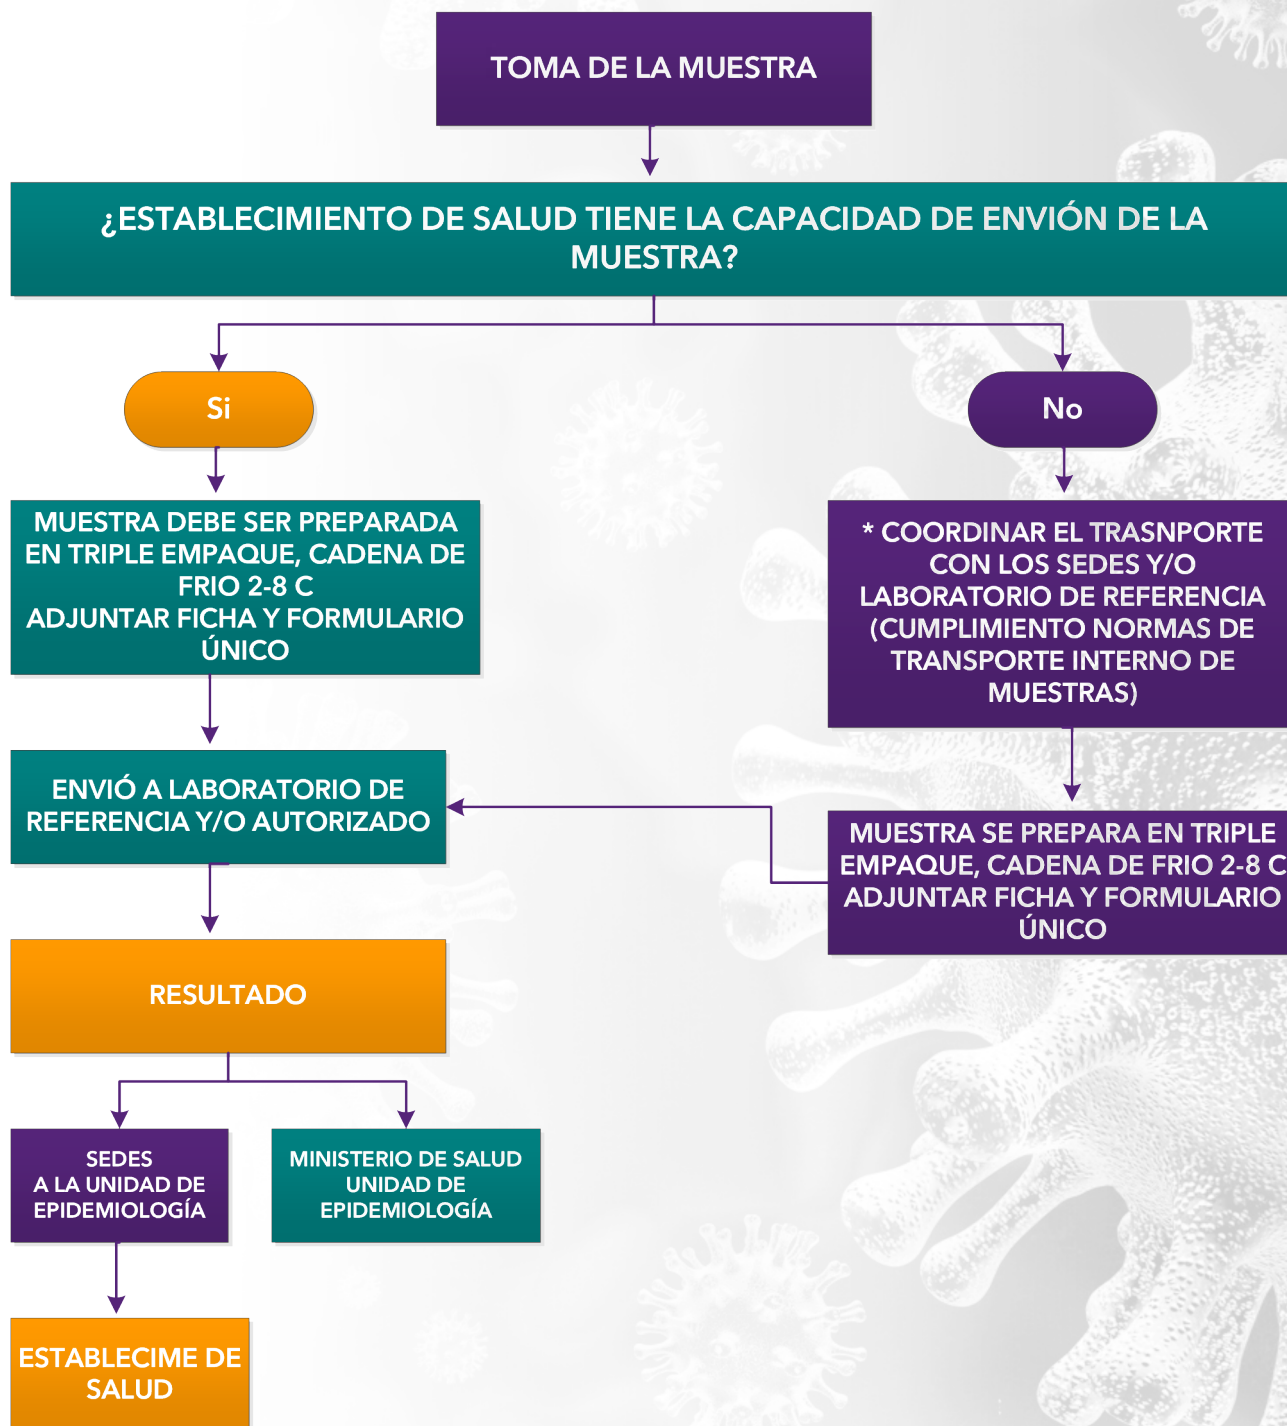 TOMA DE LA MUESTRA
¿ESTABLECIMIENTO DE SALUD TIENE LA CAPACIDAD DE ENVIÓN DE LA
MUESTRA?
Si
No
MUESTRA DEBE SER PREPARADA
EN TRIPLE EMPAQUE, CADENA DE
FRIO 2-8 C
ADJUNTAR FICHA Y FORMULARIO
ÚNICO
* COORDINAR EL TRASNPORTE
CON LOS SEDES Y/O
LABORATORIO DE REFERENCIA
(CUMPLIMIENTO NORMAS DE
TRANSPORTE INTERNO DE
MUESTRAS)
ENVIÓ A LABORATORIO DE
REFERENCIA Y/O AUTORIZADO
MUESTRA SE PREPARA EN TRIPLE
EMPAQUE, CADENA DE FRIO 2-8 C
ADJUNTAR FICHA Y FORMULARIO
ÚNICO
RESULTADO
SEDES
A LA UNIDAD DE
EPIDEMIOLOGÍA
MINISTERIO DE SALUD
UNIDAD DE
EPIDEMIOLOGÍA
ESTABLECIME DE
SALUD